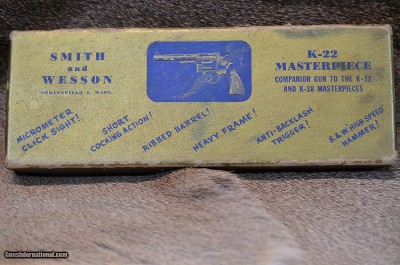 SMITH
and
WESSON
SPRINGFIELD 2, MASS.
K-22
MASTERPIECE
COMPANION GUN TO THE K-32
AND K-38 MASTERPIECES
MICROMETER
CLICK SIGHT!
SHORT
COCKING ACTION!
RIBBED BARREL!
HEAVY FRAME!
ANTI-BACKLASH
TRIGGER!
S.&W. HIGH SPEED
HAMMER!
GunsInternational.com